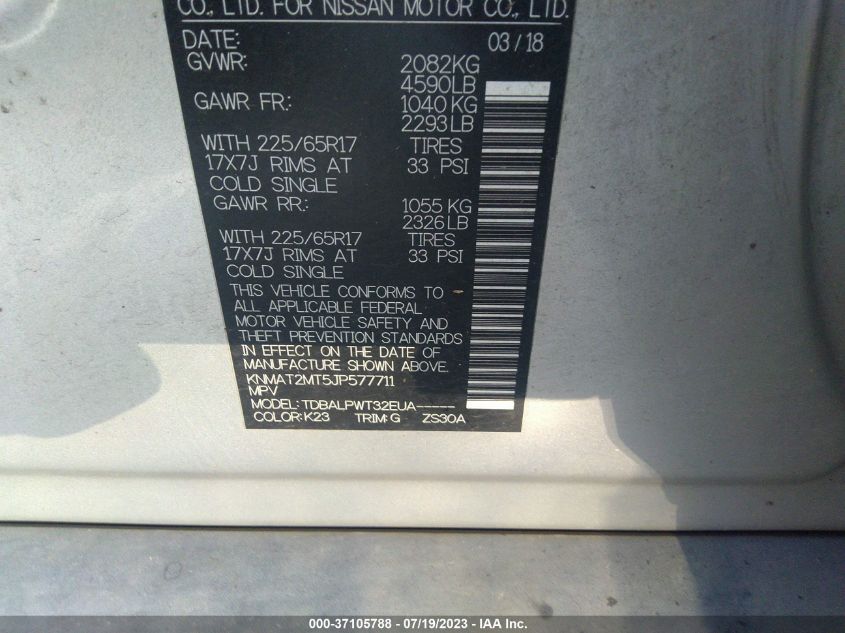 CO., LTD. FOR NISSAN MOTOR CO., LTD.
DATE: 03/18
GVWR: 2082KG
4590LB
GAWR FR.: 1040 KG
2293 LB
WITH 225/65R17 TIRES
17X7J RIMS AT 33 PSI
COLD SINGLE
GAWR RR.: 1055 KG
2326 LB
WITH 225/65R17 TIRES
17X7J RIMS AT 33 PSI
COLD SINGLE
THIS VEHICLE CONFORMS TO
ALL APPLICABLE FEDERAL
MOTOR VEHICLE SAFETY AND
THEFT PREVENTION STANDARDS
IN EFFECT ON THE DATE OF
MANUFACTURE SHOWN ABOVE.
KNMAT2MT5JP577711
MPV
MODEL: TDBALPWT32EUA-----
COLOR: K23 TRIM: G ZS30A
000-37105788 - 07/19/2023 - IAA Inc.